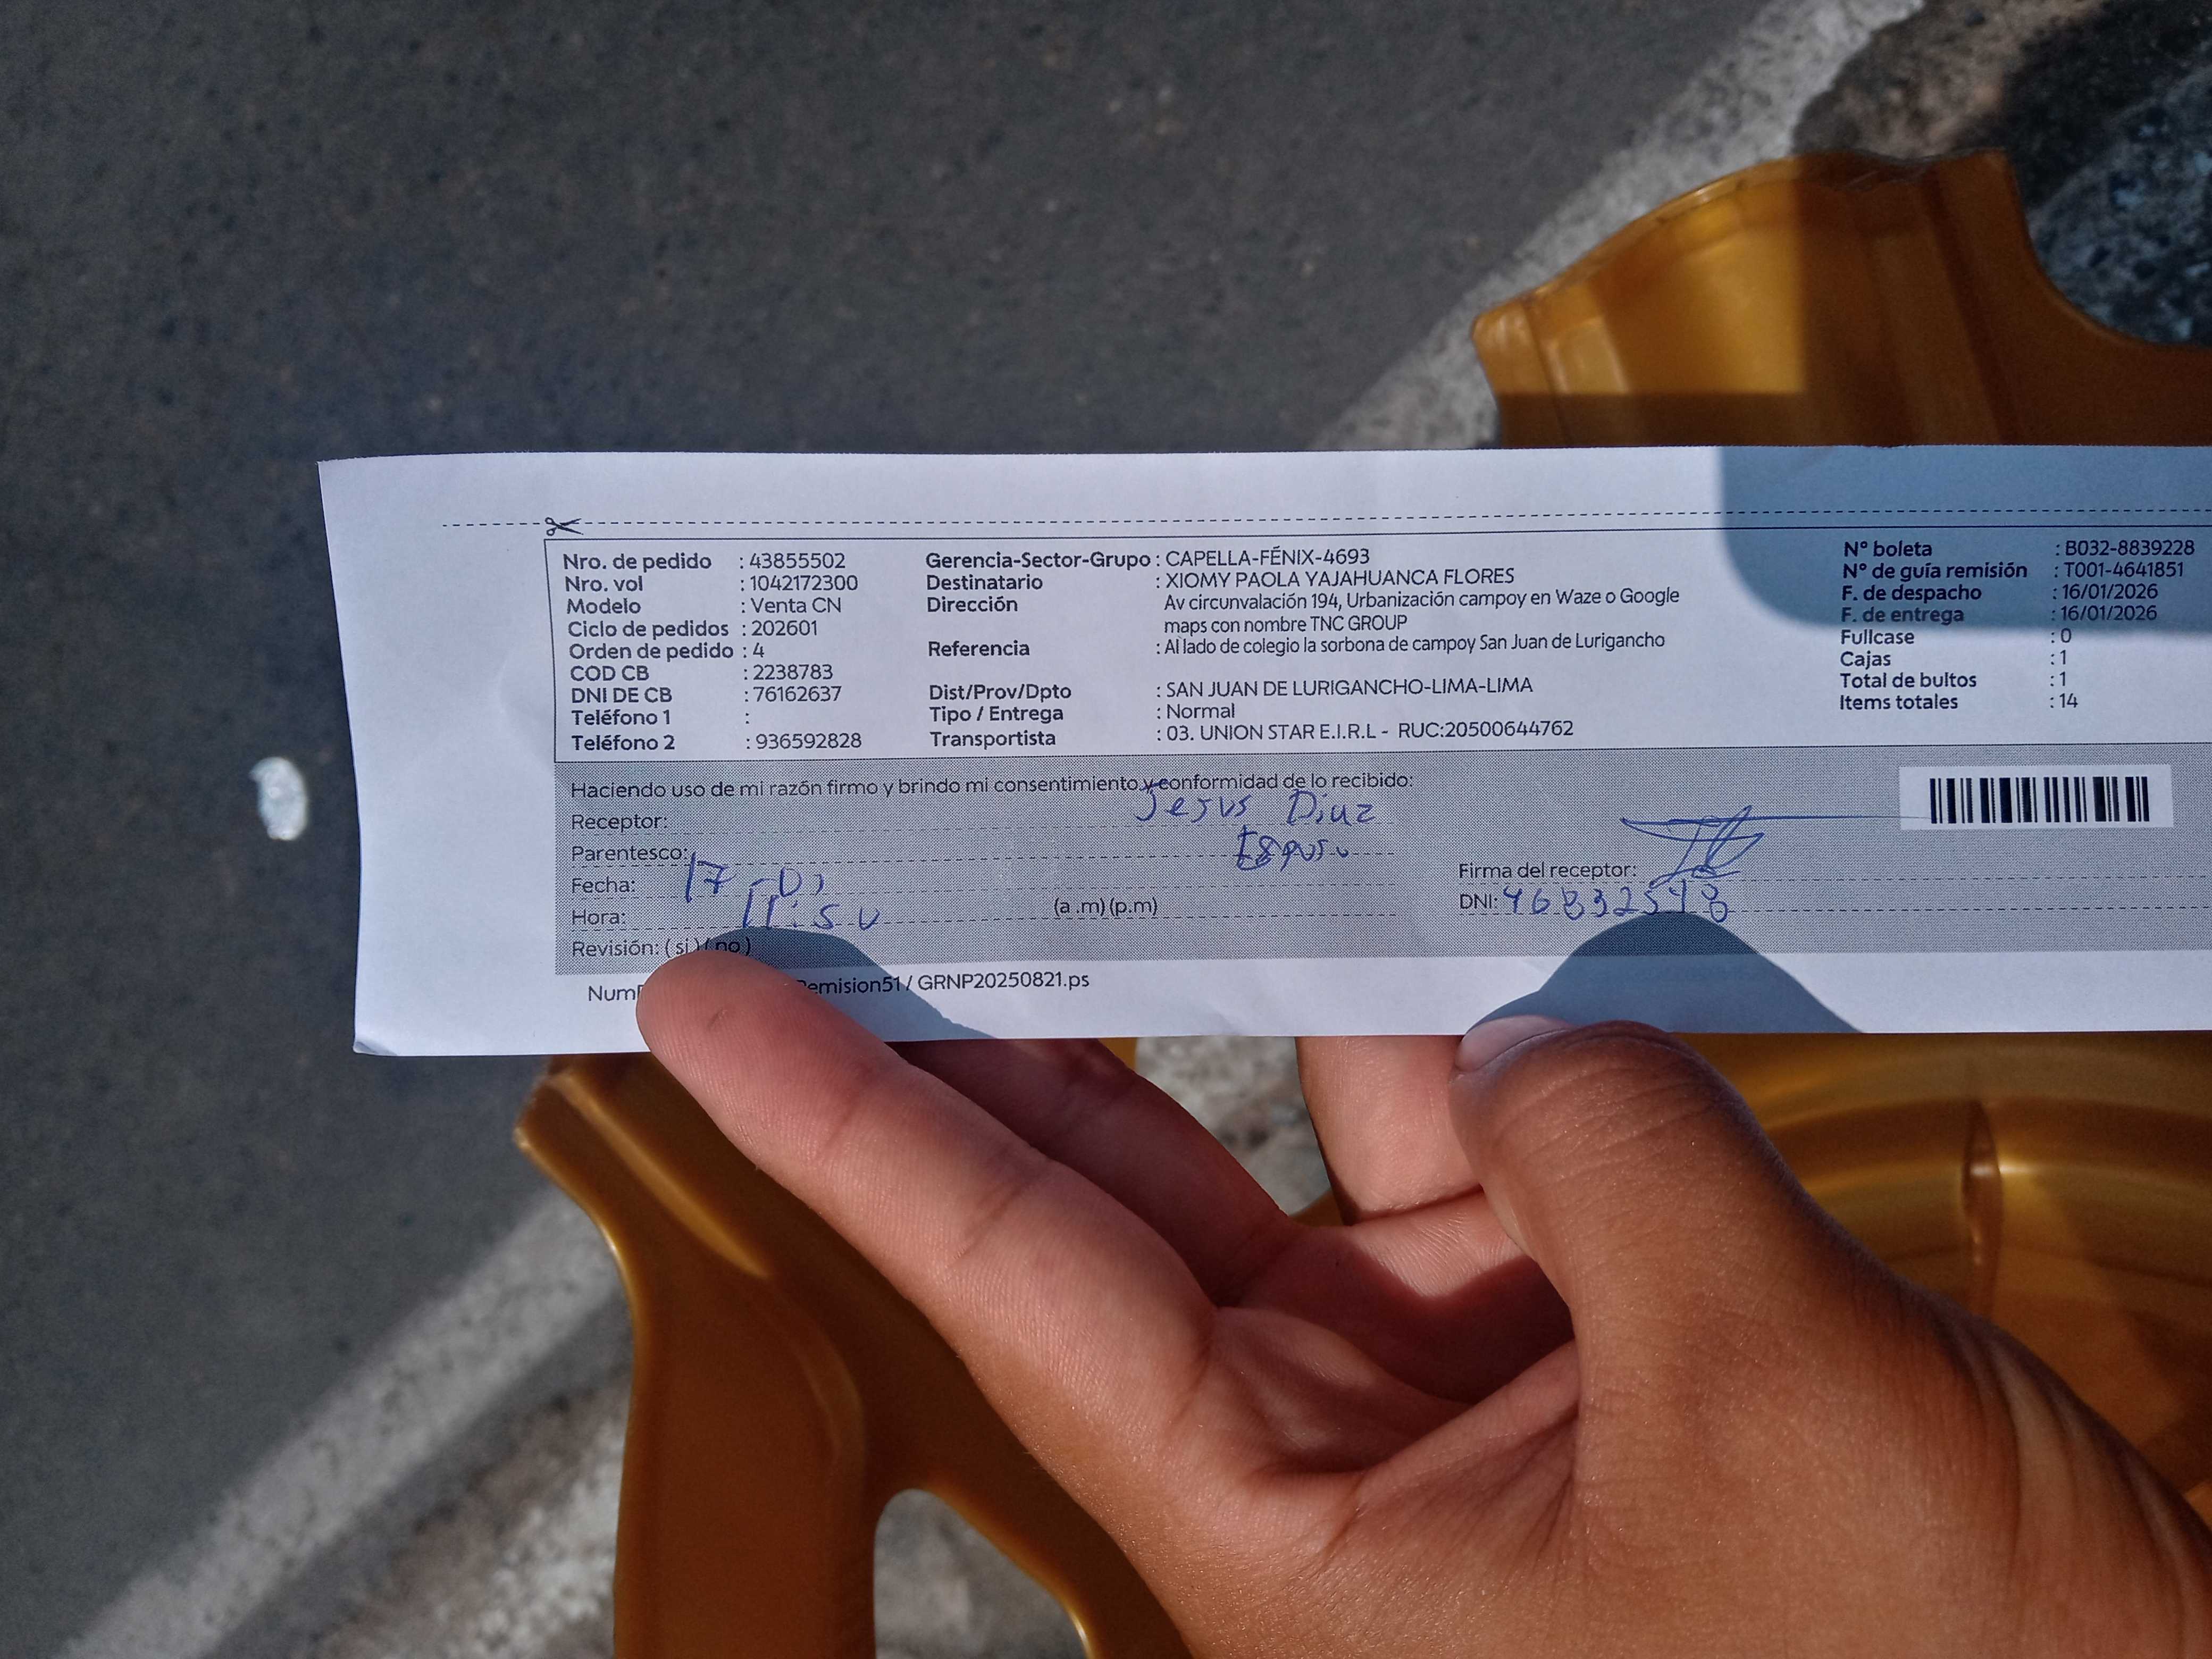 Nro. de pedido : 43855502
Nro. vol : 1042172300
Modelo : Venta CN
Ciclo de pedidos : 202601
Orden de pedido : 4
COD CB : 2238783
DNI DE CB : 76162637
Teléfono 1 :
Teléfono 2 : 936592828
Gerencia-Sector-Grupo : CAPELLA-FÉNIX-4693
Destinatario : XIOMY PAOLA YAJAHUANCA FLORES
Dirección Av circunvalación 194, Urbanización campoy en Waze o Google
maps con nombre TNC GROUP
Referencia : Al lado de colegio la sorbona de campoy San Juan de Lurigancho
Dist/Prov/Dpto : SAN JUAN DE LURIGANCHO-LIMA-LIMA
Tipo / Entrega : Normal
Transportista : 03. UNION STAR E.I.R.L - RUC:20500644762
N° boleta : B032-8839228
N° de guía remisión : T001-4641851
F. de despacho : 16/01/2026
F. de entrega : 16/01/2026
Fullcase : 0
Cajas : 1
Total de bultos : 1
Items totales : 14
Haciendo uso de mi razón firmo y brindo mi consentimiento y conformidad de lo recibido:
Receptor: Jesus Diaz
Parentesco: Esposo
Fecha: 17
Hora: (a .m) (p.m)
Revisión: ( si ) ( no )
Firma del receptor:
DNI:
emision51 / GRNP20250821.ps